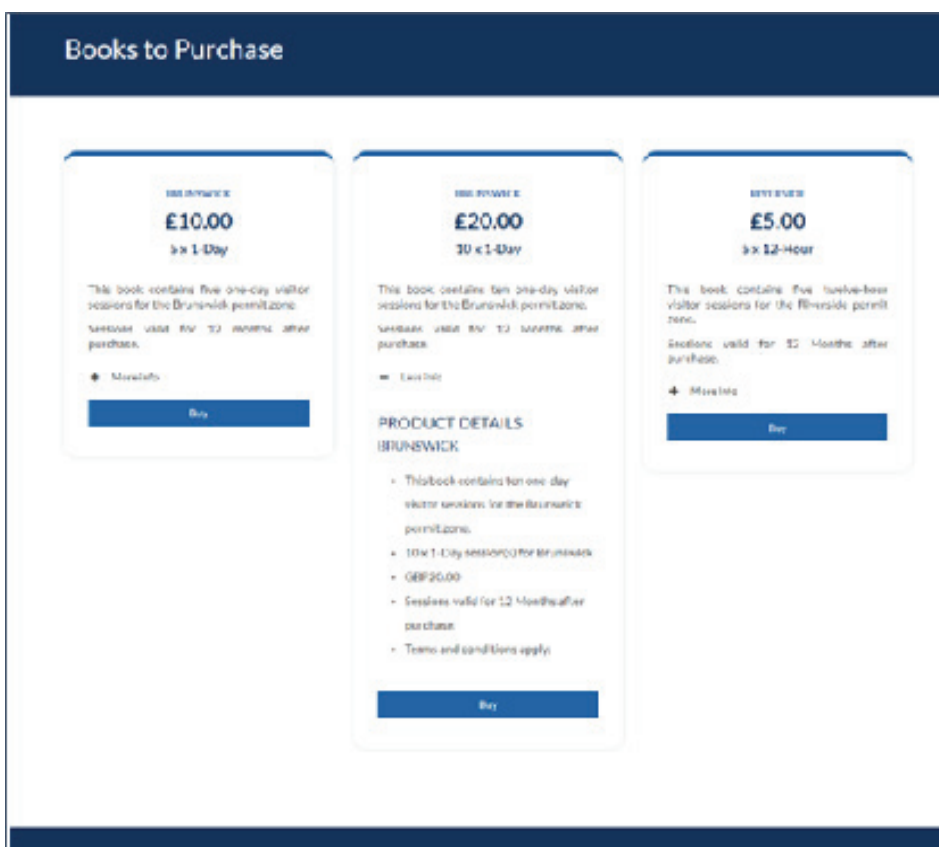 Books to Purchase
BRUNSWICK
£10.00
5 x 1-Day
This book contains five one-day visitor
sessions for the Brunswick permit zone.
Sessions valid for 12 months after
purchase.
+ More Info
Buy
BRUNSWICK
£20.00
10 x 1-Day
This book contains ten one-day visitor
sessions for the Brunswick permit zone.
Sessions valid for 12 Months after
purchase.
- Less Info
PRODUCT DETAILS
BRUNSWICK
• This book contains ten one-day
visitor sessions for the Brunswick
permit zone.
• 10 x 1-Day session(s) for Brunswick
• GBP 20.00
• Sessions valid for 12 Months after
purchase
• Terms and conditions apply.
Buy
RIVERSIDE
£5.00
5 x 12-Hour
This book contains five twelve-hour
visitor sessions for the Riverside permit
zone.
Sessions valid for 12 Months after
purchase.
+ More Info
Buy